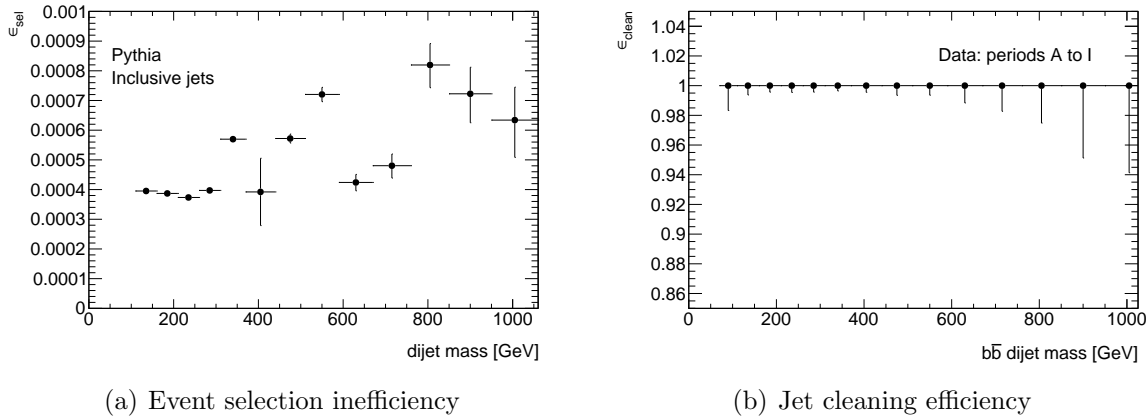 ϵsel
0.001
0.0009
0.0008
0.0007
0.0006
0.0005
0.0004
0.0003
0.0002
0.0001
0
Pythia
Inclusive jets
0 200 400 600 800 1000
dijet mass [GeV]
(a) Event selection inefficiency
ϵclean
1.04
1.02
1
0.98
0.96
0.94
0.92
0.9
0.88
0.86
Data: periods A to I
0 200 400 600 800 1000
bb̅ dijet mass [GeV]
(b) Jet cleaning efficiency